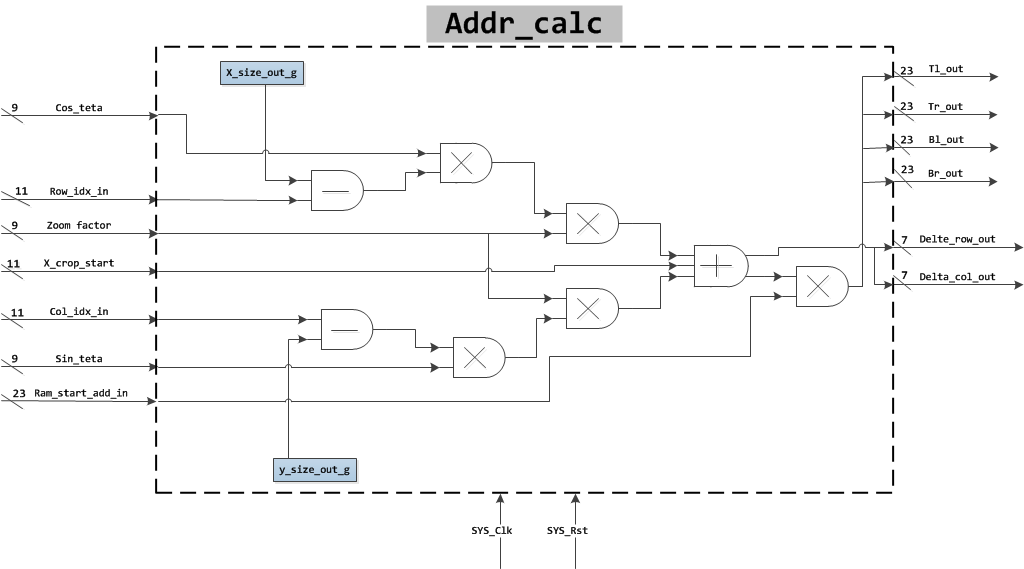 Addr_calc
X_size_out_g
9 Cos_teta
11 Row_idx_in
9 Zoom factor
11 X_crop_start
11 Col_idx_in
9 Sin_teta
23 Ram_start_add_in
y_size_out_g
23 Tl_out
23 Tr_out
23 Bl_out
23 Br_out
7 Delte_row_out
7 Delta_col_out
SYS_Clk
SYS_Rst